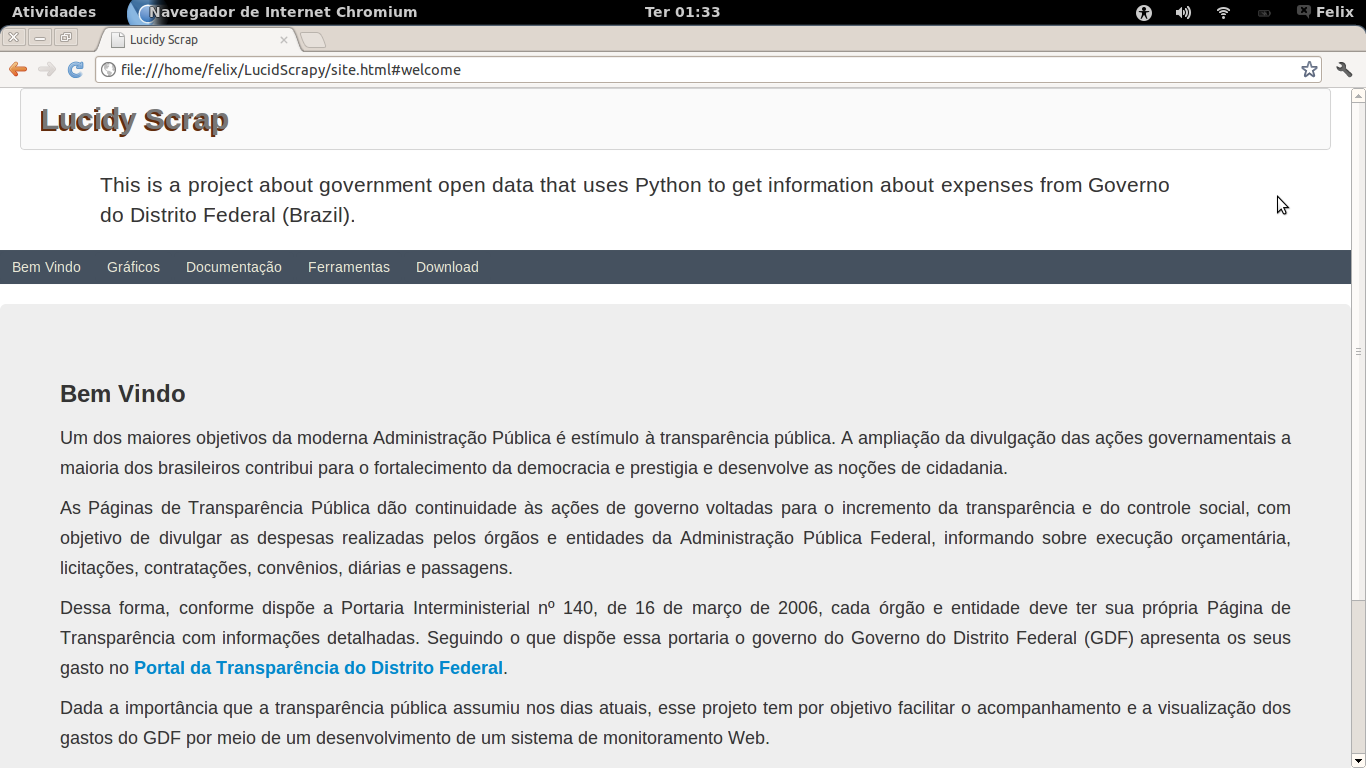 Atividades Navegador de Internet Chromium Ter 01:33 Felix
Lucidy Scrap
file:///home/felix/LucidScrapy/site.html#welcome
Lucidy Scrap
This is a project about government open data that uses Python to get information about expenses from Governo
do Distrito Federal (Brazil).
Bem Vindo Gráficos Documentação Ferramentas Download
Bem Vindo
Um dos maiores objetivos da moderna Administração Pública é estímulo à transparência pública. A ampliação da divulgação das ações governamentais a
maioria dos brasileiros contribui para o fortalecimento da democracia e prestigia e desenvolve as noções de cidadania.
As Páginas de Transparência Pública dão continuidade às ações de governo voltadas para o incremento da transparência e do controle social, com
objetivo de divulgar as despesas realizadas pelos órgãos e entidades da Administração Pública Federal, informando sobre execução orçamentária,
licitações, contratações, convênios, diárias e passagens.
Dessa forma, conforme dispõe a Portaria Interministerial nº 140, de 16 de março de 2006, cada órgão e entidade deve ter sua própria Página de
Transparência com informações detalhadas. Seguindo o que dispõe essa portaria o governo do Governo do Distrito Federal (GDF) apresenta os seus
gasto no Portal da Transparência do Distrito Federal.
Dada a importância que a transparência pública assumiu nos dias atuais, esse projeto tem por objetivo facilitar o acompanhamento e a visualização dos
gastos do GDF por meio de um desenvolvimento de um sistema de monitoramento Web.